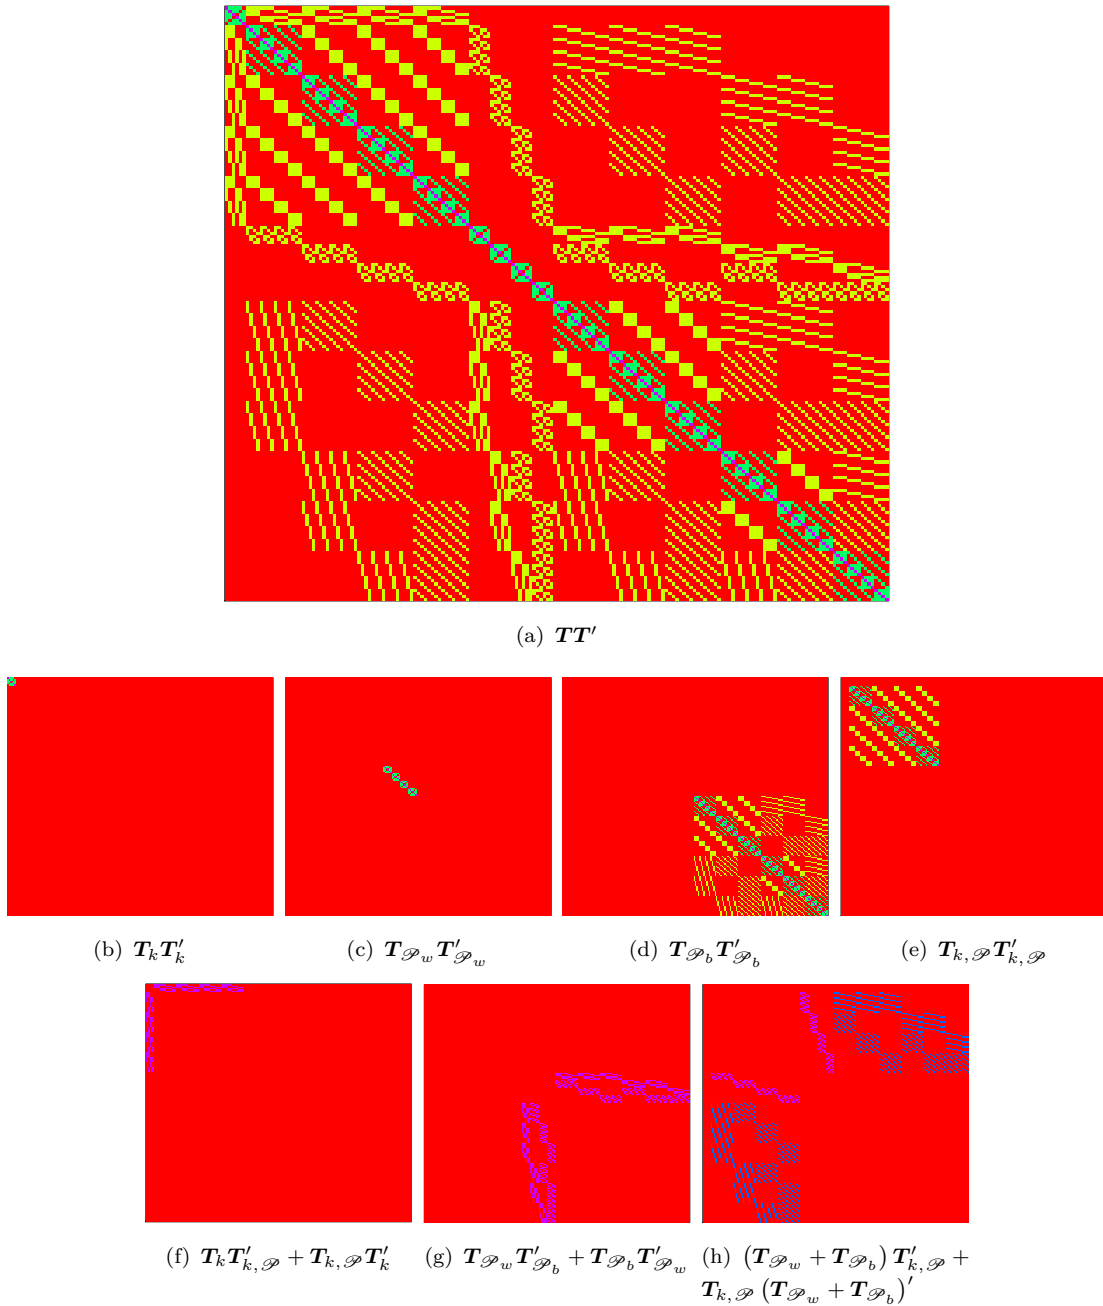 (a) TT′
(b) T_k T′_k
(c) T_{𝒫_w} T′_{𝒫_w}
(d) T_{𝒫_b} T′_{𝒫_b}
(e) T_{k,𝒫} T′_{k,𝒫}
(f) T_k T′_{k,𝒫} + T_{k,𝒫} T′_k
(g) T_{𝒫_w} T′_{𝒫_b} + T_{𝒫_b} T′_{𝒫_w}
(h) (T_{𝒫_w} + T_{𝒫_b}) T′_{k,𝒫} +
T_{k,𝒫} (T_{𝒫_w} + T_{𝒫_b})′